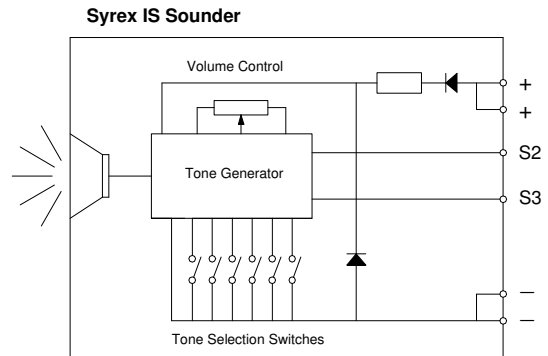 Syrex IS Sounder
Volume Control
+
+
S2
Tone Generator
S3
−
−
Tone Selection Switches